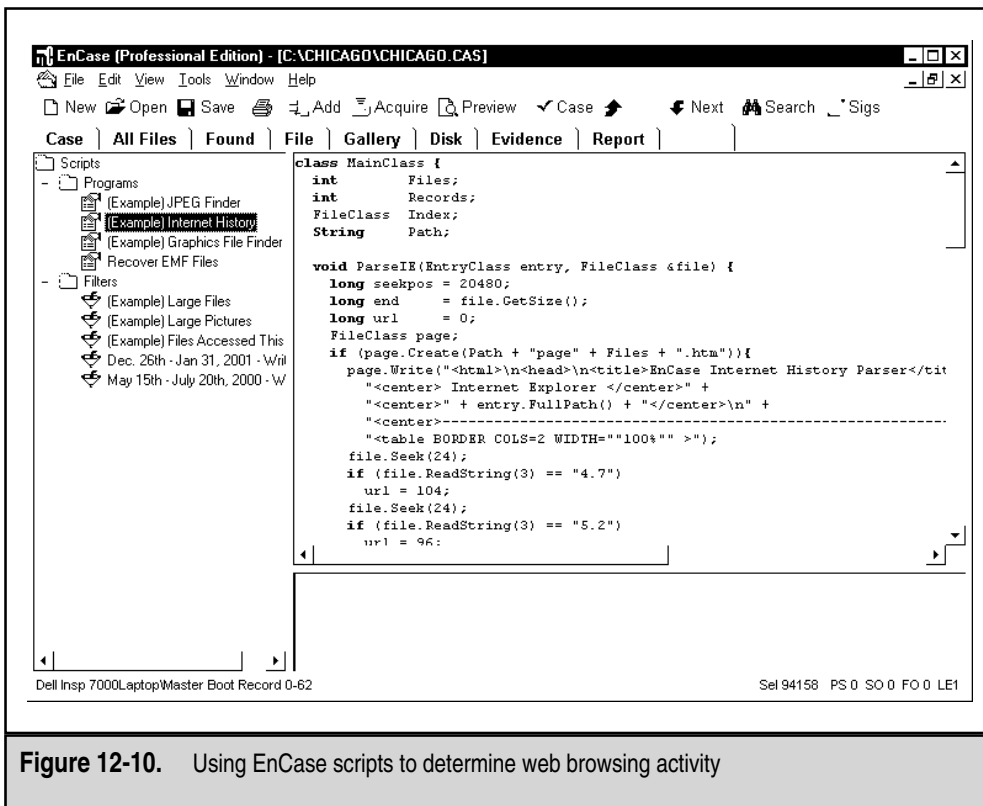 EnCase (Professional Edition) - [C:\CHICAGO\CHICAGO.CAS]
File Edit View Tools Window Help
New Open Save Add Acquire Preview Case Next Search Sigs
Case All Files Found File Gallery Disk Evidence Report
Scripts
Programs
(Example) JPEG Finder
(Example) Internet History
(Example) Graphics File Finder
Recover EMF Files
Filters
(Example) Large Files
(Example) Large Pictures
(Example) Files Accessed This
Dec. 26th - Jan 31, 2001 - Wri
May 15th - July 20th, 2000 - W
class MainClass {
int Files;
int Records;
FileClass Index;
String Path;
void ParseIE(EntryClass entry, FileClass &file) {
long seekpos = 20480;
long end = file.GetSize();
long url = 0;
FileClass page;
if (page.Create(Path + "page" + Files + ".htm")){
page.Write("<html>\n<head>\n<title>EnCase Internet History Parser</tit
"<center> Internet Explorer </center>" +
"<center>" + entry.FullPath() + "</center>\n" +
"<center>------------------------------------------------------------
"<table BORDER COLS=2 WIDTH=""100%"" >");
file.Seek(24);
if (file.ReadString(3) == "4.7")
url = 104;
file.Seek(24);
if (file.ReadString(3) == "5.2")
url = 96;
Dell Insp 7000Laptop\Master Boot Record 0-62
Sel 94158 PS 0 SO 0 FO 0 LE1
Figure 12-10. Using EnCase scripts to determine web browsing activity